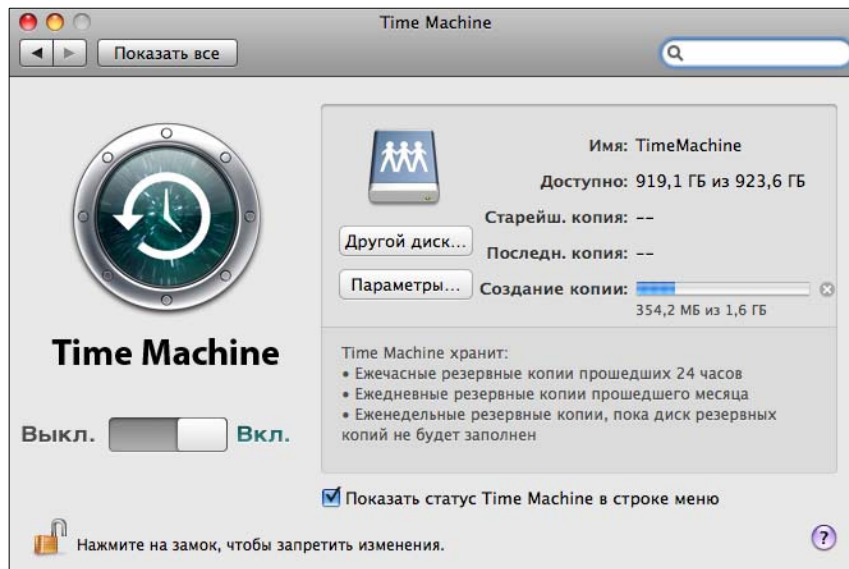 Time Machine
Показать все
Имя: TimeMachine
Доступно: 919,1 ГБ из 923,6 ГБ
Старейш. копия: --
Другой диск...
Последн. копия: --
Параметры...
Создание копии:
354,2 МБ из 1,6 ГБ
Time Machine
Выкл.
Вкл.
Time Machine хранит:
• Ежечасные резервные копии прошедших 24 часов
• Ежедневные резервные копии прошедшего месяца
• Еженедельные резервные копии, пока диск резервных
копий не будет заполнен
Показать статус Time Machine в строке меню
Нажмите на замок, чтобы запретить изменения.
?